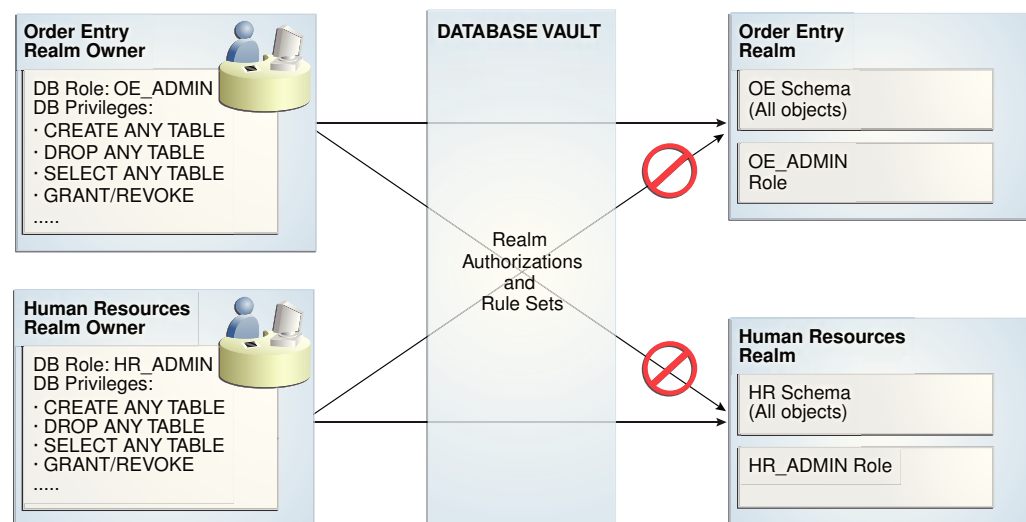 Order Entry
Realm Owner
DB Role: OE_ADMIN
DB Privileges:
· CREATE ANY TABLE
· DROP ANY TABLE
· SELECT ANY TABLE
· GRANT/REVOKE
.....
Human Resources
Realm Owner
DB Role: HR_ADMIN
DB Privileges:
· CREATE ANY TABLE
· DROP ANY TABLE
· SELECT ANY TABLE
· GRANT/REVOKE
.....
DATABASE VAULT
Realm
Authorizations
and
Rule Sets
Order Entry
Realm
OE Schema
(All objects)
OE_ADMIN
Role
Human Resources
Realm
HR Schema
(All objects)
HR_ADMIN Role